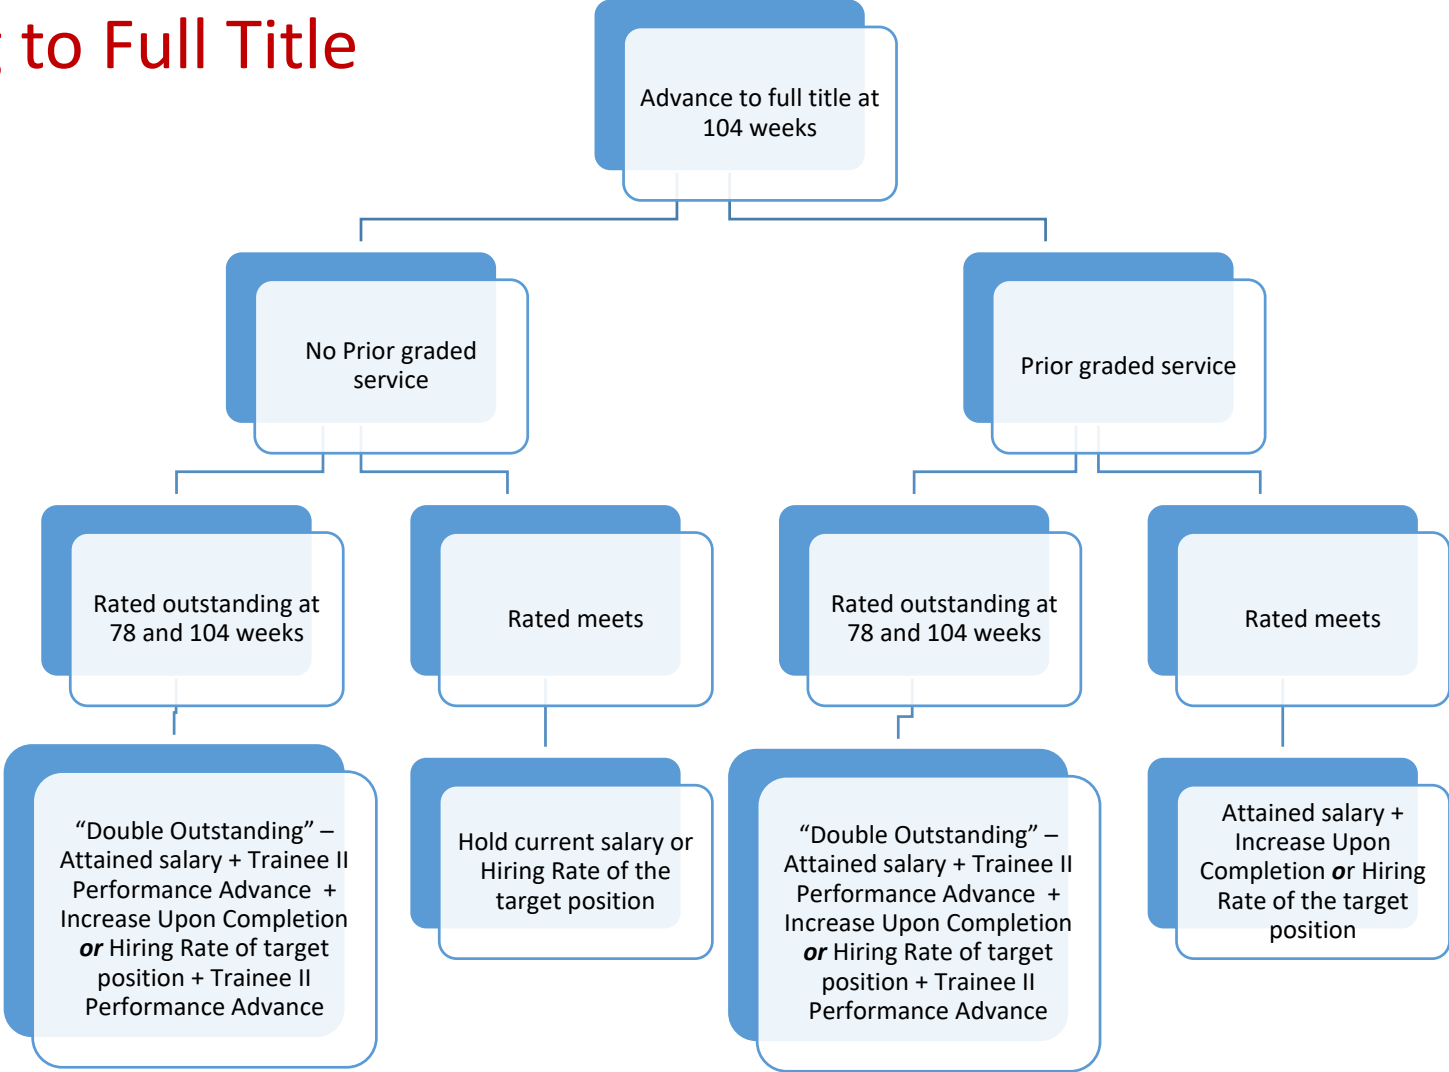 to Full Title
Advance to full title at
104 weeks
No Prior graded
service
Prior graded service
Rated outstanding at
78 and 104 weeks
Rated meets
Rated outstanding at
78 and 104 weeks
Rated meets
“Double Outstanding” –
Attained salary + Trainee II
Performance Advance +
Increase Upon Completion
or Hiring Rate of target
position + Trainee II
Performance Advance
Hold current salary or
Hiring Rate of the
target position
“Double Outstanding” –
Attained salary + Trainee II
Performance Advance +
Increase Upon Completion
or Hiring Rate of target
position + Trainee II
Performance Advance
Attained salary +
Increase Upon
Completion or Hiring
Rate of the target
position